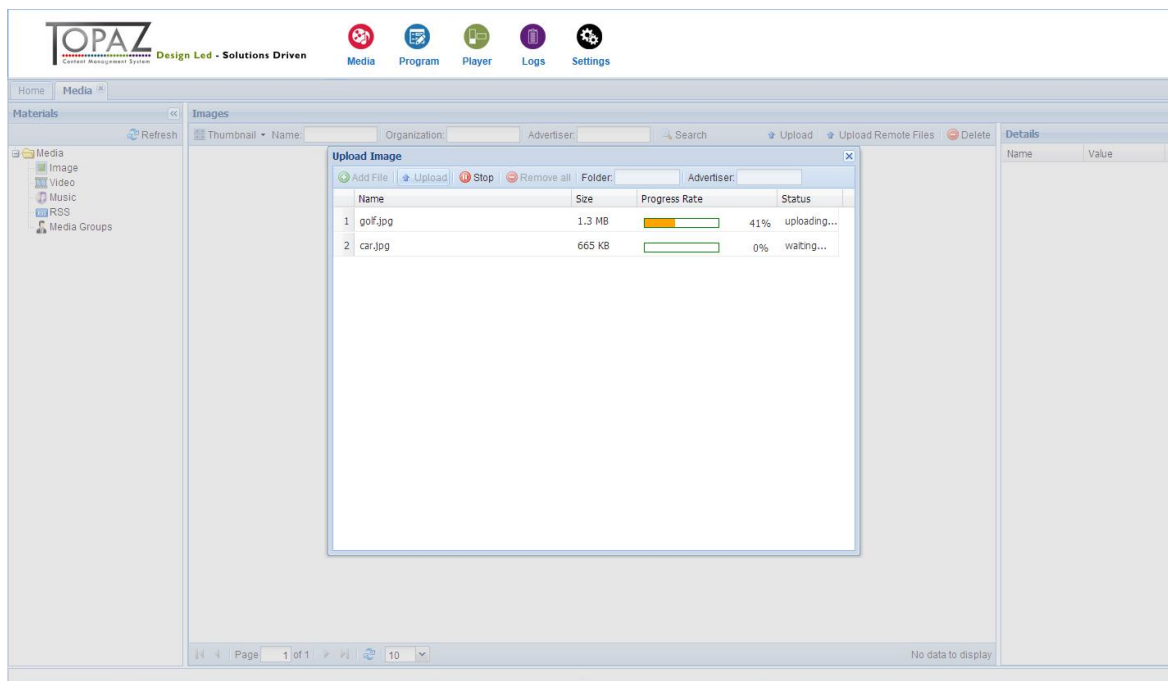 TOPAZ
Content Management System
Design Led - Solutions Driven
Media Program Player Logs Settings
Home Media
Materials
Refresh
Media
Image
Video
Music
RSS
Media Groups
Images
Thumbnail Name: Organization: Advertiser: Search Upload Upload Remote Files Delete
Upload Image
Add File Upload Stop Remove all Folder: Advertiser:
Name Size Progress Rate Status
1 golf.jpg 1.3 MB 41% uploading...
2 car.jpg 665 KB 0% waiting...
Page 1 of 1 10 No data to display
Details
Name Value